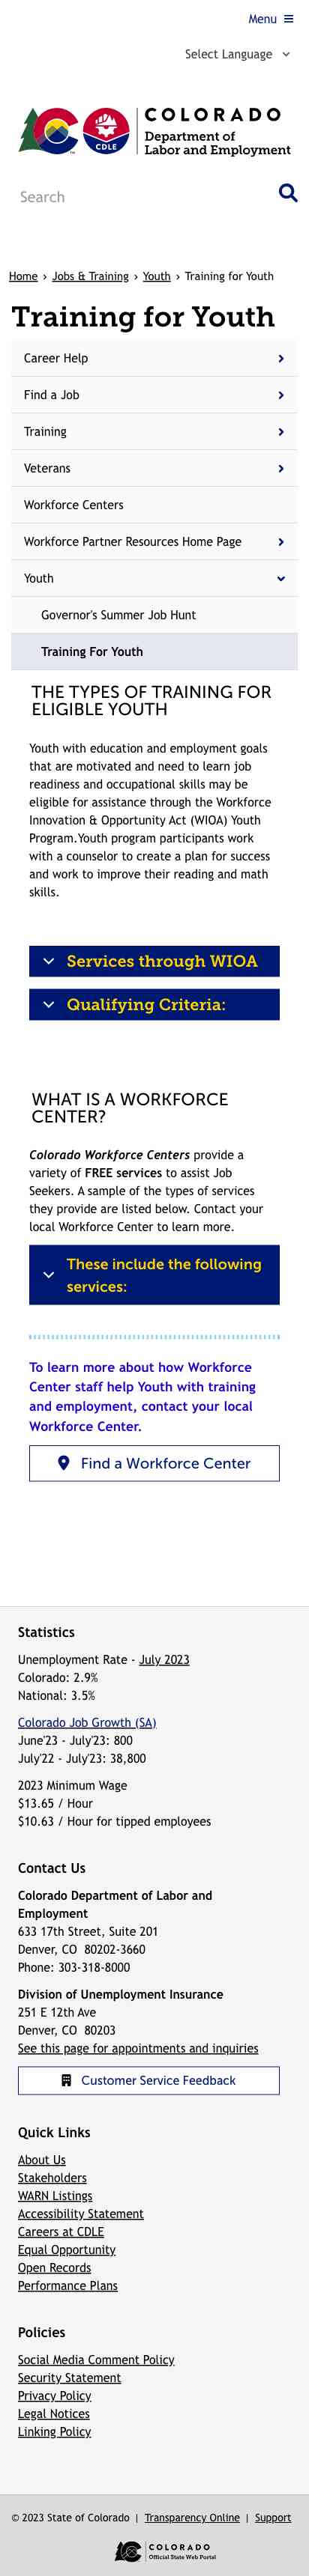 Menu
Select Language
COLORADO
CDLE
Department of
Labor and Employment
Search
Home › Jobs & Training › Youth › Training for Youth
Training for Youth
Career Help
Find a Job
Training
Veterans
Workforce Centers
Workforce Partner Resources Home Page
Youth
Governor's Summer Job Hunt
Training For Youth
THE TYPES OF TRAINING FOR
ELIGIBLE YOUTH
Youth with education and employment goals
that are motivated and need to learn job
readiness and occupational skills may be
eligible for assistance through the Workforce
Innovation & Opportunity Act (WIOA) Youth
Program.Youth program participants work
with a counselor to create a plan for success
and work to improve their reading and math
skills.
Services through WIOA
Qualifying Criteria:
WHAT IS A WORKFORCE
CENTER?
Colorado Workforce Centers provide a
variety of FREE services to assist Job
Seekers. A sample of the types of services
they provide are listed below. Contact your
local Workforce Center to learn more.
These include the following
services:
To learn more about how Workforce
Center staff help Youth with training
and employment, contact your local
Workforce Center.
Find a Workforce Center
Statistics
Unemployment Rate - July 2023
Colorado: 2.9%
National: 3.5%
Colorado Job Growth (SA)
June'23 - July'23: 800
July'22 - July'23: 38,800
2023 Minimum Wage
$13.65 / Hour
$10.63 / Hour for tipped employees
Contact Us
Colorado Department of Labor and
Employment
633 17th Street, Suite 201
Denver, CO 80202-3660
Phone: 303-318-8000
Division of Unemployment Insurance
251 E 12th Ave
Denver, CO 80203
See this page for appointments and inquiries
Customer Service Feedback
Quick Links
About Us
Stakeholders
WARN Listings
Accessibility Statement
Careers at CDLE
Equal Opportunity
Open Records
Performance Plans
Policies
Social Media Comment Policy
Security Statement
Privacy Policy
Legal Notices
Linking Policy
© 2023 State of Colorado | Transparency Online | Support
COLORADO
Official State Web Portal